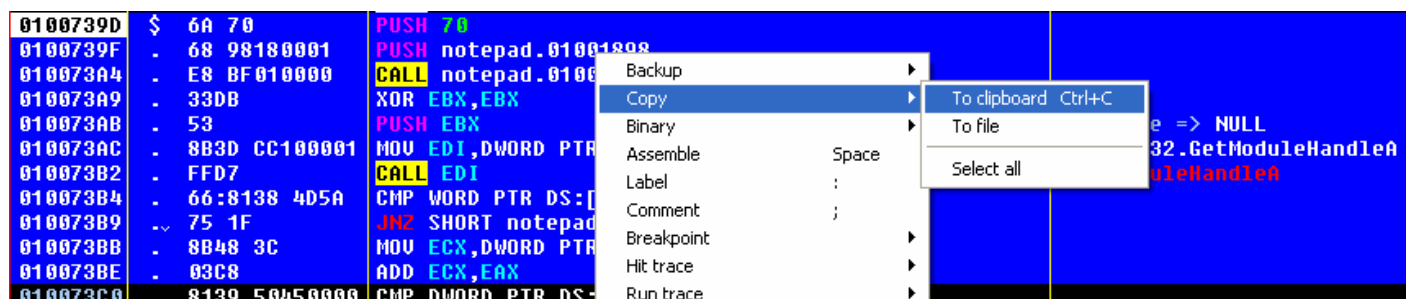 0100739D $ 6A 70 PUSH 70
0100739F . 68 98180001 PUSH notepad.01001898
010073A4 . E8 BF010000 CALL notepad.0100
010073A9 . 33DB XOR EBX,EBX
010073AB . 53 PUSH EBX e => NULL
010073AC . 8B3D CC100001 MOV EDI,DWORD PTR 32.GetModuleHandleA
010073B2 . FFD7 CALL EDI uleHandleA
010073B4 . 66:8138 4D5A CMP WORD PTR DS:[
010073B9 .˅ 75 1F JNZ SHORT notepad
010073BB . 8B48 3C MOV ECX,DWORD PTR
010073BE . 03C8 ADD ECX,EAX
010073C0 . 8139 50450000 CMP DWORD PTR DS:
Backup
Copy
Binary
Assemble Space
Label :
Comment ;
Breakpoint
Hit trace
Run trace
To clipboard Ctrl+C
To file
Select all